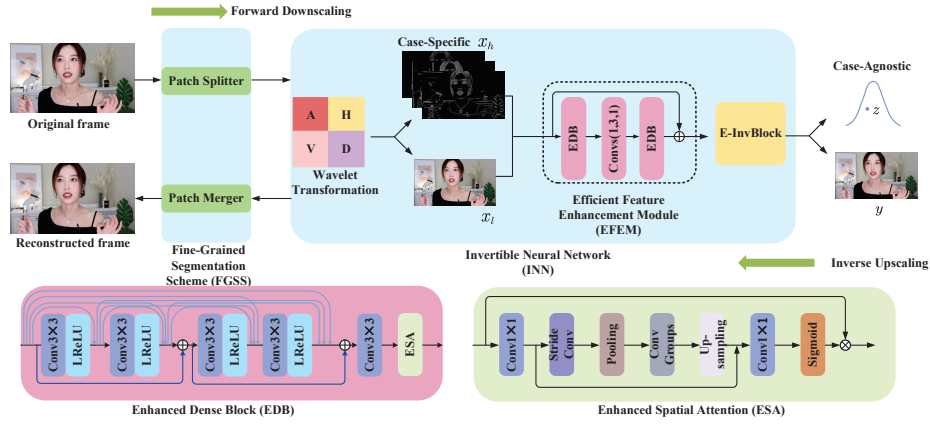 Forward Downscaling
Patch Splitter
Original frame
Patch Merger
Reconstructed frame
Fine-Grained
Segmentation
Scheme (FGSS)
A H
V D
Wavelet
Transformation
Case-Specific x_h
x_l
EDB
Convs(1,3,1)
EDB
Efficient Feature
Enhancement Module
(EFEM)
E-InvBlock
Case-Agnostic
z
y
Invertible Neural Network
(INN)
Inverse Upscaling
Conv3×3
LReLU
Conv3×3
LReLU
Conv3×3
LReLU
Conv3×3
LReLU
Conv3×3
ESA
Enhanced Dense Block (EDB)
Conv1×1
Stride
Conv
Pooling
Conv
Groups
Up-
sampling
Conv1×1
Sigmoid
Enhanced Spatial Attention (ESA)